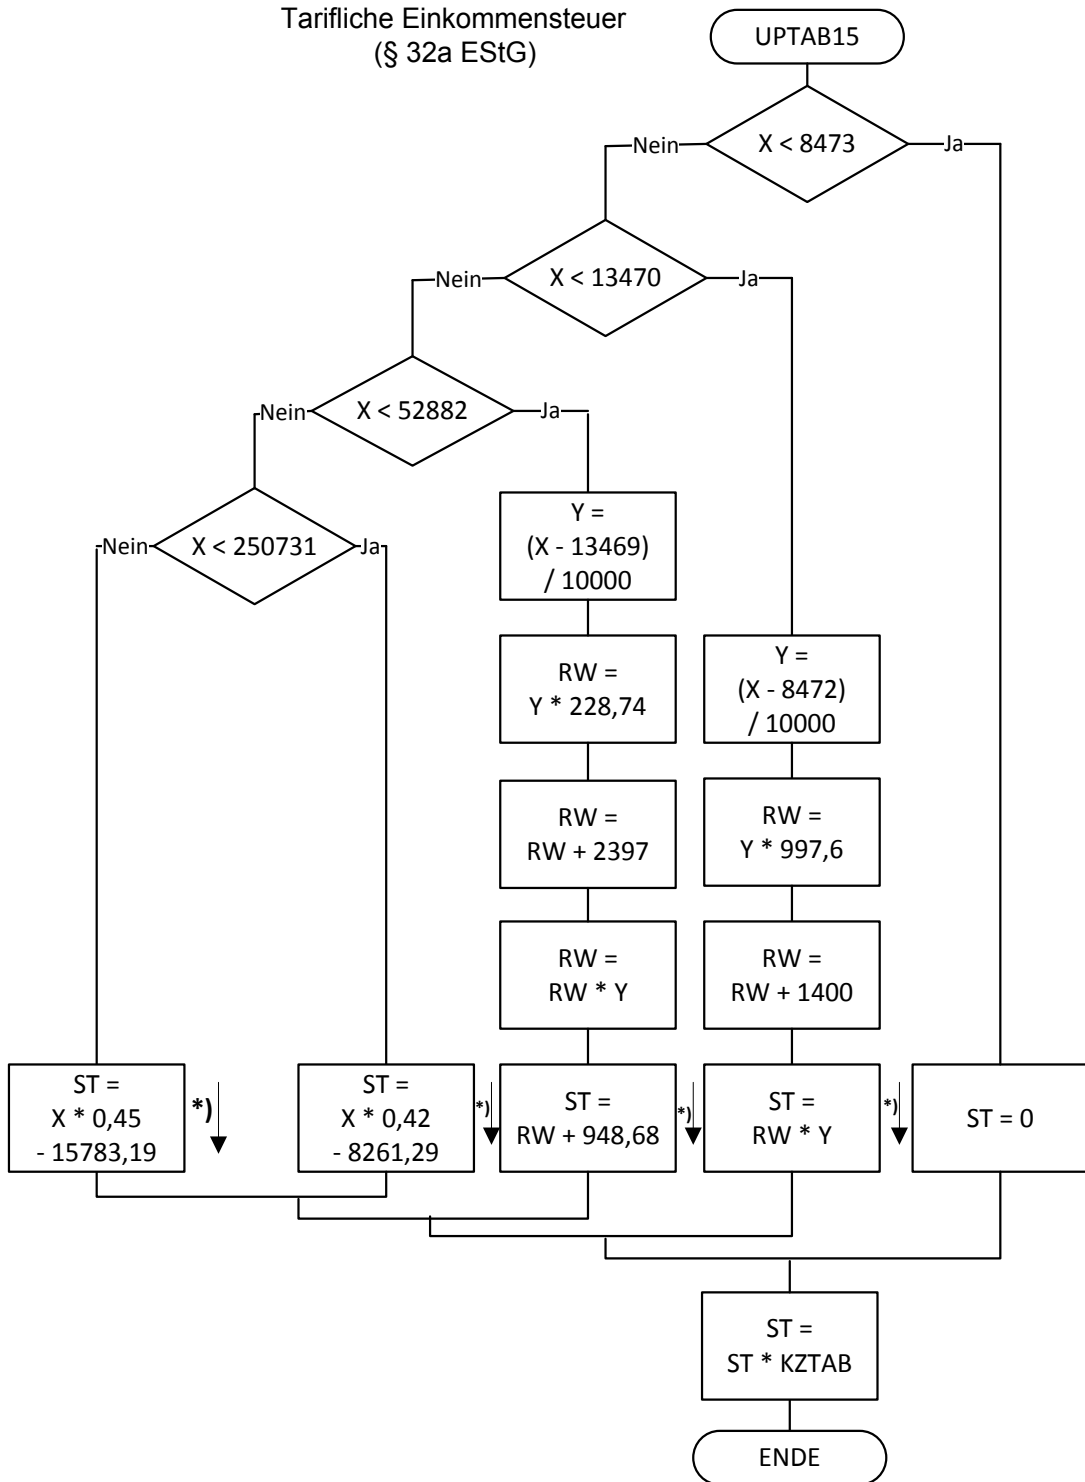 Tarifliche Einkommensteuer
(§ 32a EStG)
UPTAB15
X < 8473
Nein
Ja
X < 13470
Nein
Ja
X < 52882
Nein
Ja
X < 250731
Nein
Ja
Y =
(X - 13469)
/ 10000
RW =
Y * 228,74
Y =
(X - 8472)
/ 10000
RW =
RW + 2397
RW =
Y * 997,6
RW =
RW * Y
RW =
RW + 1400
ST =
X * 0,45
- 15783,19
*)
ST =
X * 0,42
- 8261,29
*)
ST =
RW + 948,68
*)
ST =
RW * Y
*)
ST = 0
ST =
ST * KZTAB
ENDE